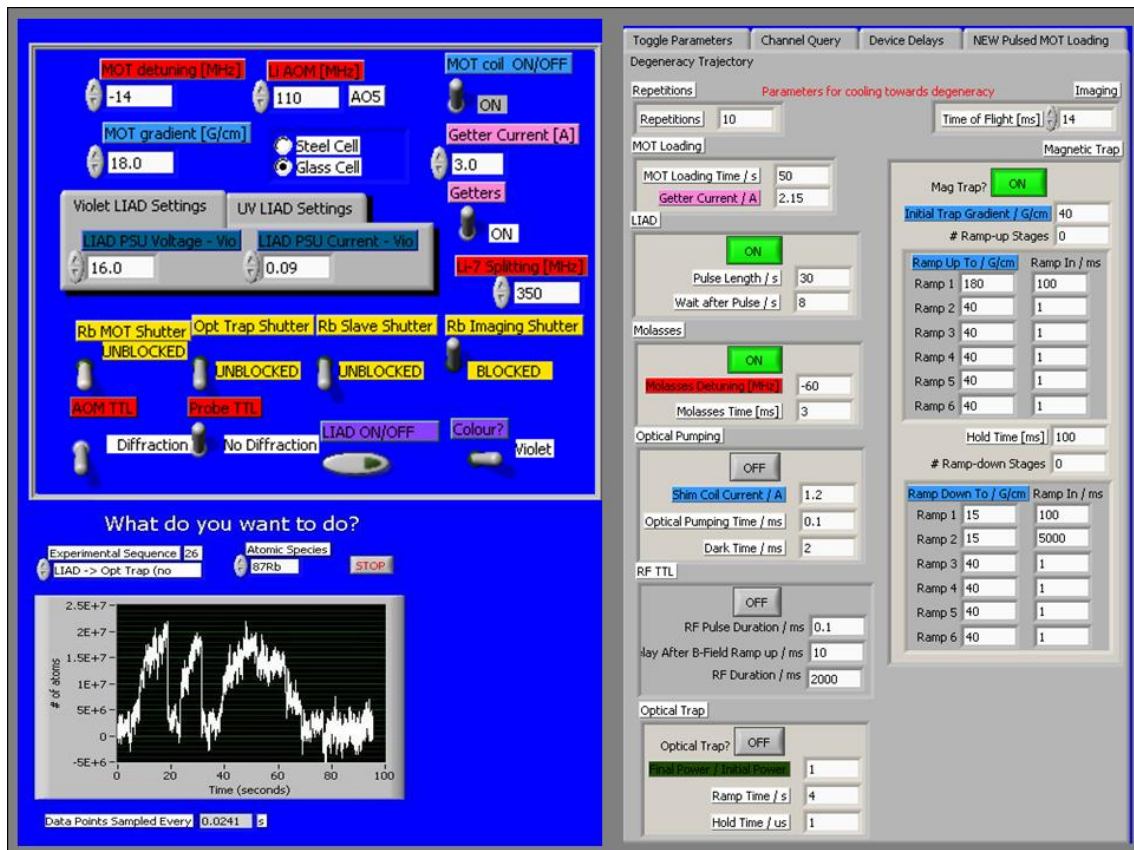 MOT detuning [MHz]
-14
Li AOM [MHz]
110
AO5
MOT coil ON/OFF
ON
MOT gradient [G/cm]
18.0
Steel Cell
Glass Cell
Getter Current [A]
3.0
Getters
ON
Violet LIAD Settings
UV LIAD Settings
LIAD PSU Voltage - Vio
16.0
LIAD PSU Current - Vio
0.09
Li-7 Splitting [MHz]
350
Rb MOT Shutter
UNBLOCKED
Opt Trap Shutter
UNBLOCKED
Rb Slave Shutter
UNBLOCKED
Rb Imaging Shutter
BLOCKED
AOM TTL
Diffraction
Probe TTL
No Diffraction
LIAD ON/OFF
Colour?
Violet
What do you want to do?
Experimental Sequence 26
LIAD -> Opt Trap (no
Atomic Species
87Rb
STOP
# of atoms
2.5E+7
2E+7
1.5E+7
1E+7
5E+6
0
-5E+6
0 20 40 60 80 100
Time (seconds)
Data Points Sampled Every 0.0241 s
Toggle Parameters Channel Query Device Delays NEW Pulsed MOT Loading
Degeneracy Trajectory
Repetitions
Parameters for cooling towards degeneracy
Imaging
Repetitions 10
Time of Flight [ms] 14
MOT Loading
MOT Loading Time / s 50
Getter Current / A 2.15
LIAD
ON
Pulse Length / s 30
Wait after Pulse / s 8
Molasses
ON
Molasses Detuning [MHz] -60
Molasses Time [ms] 3
Optical Pumping
OFF
Shim Coil Current / A 1.2
Optical Pumping Time / ms 0.1
Dark Time / ms 2
RF TTL
OFF
RF Pulse Duration / ms 0.1
elay After B-Field Ramp up / ms 10
RF Duration / ms 2000
Optical Trap
Optical Trap? OFF
Final Power / Initial Power 1
Ramp Time / s 4
Hold Time / us 1
Magnetic Trap
Mag Trap? ON
Initial Trap Gradient / G/cm 40
# Ramp-up Stages 0
Ramp Up To / G/cm Ramp In / ms
Ramp 1 180 100
Ramp 2 40 1
Ramp 3 40 1
Ramp 4 40 1
Ramp 5 40 1
Ramp 6 40 1
Hold Time [ms] 100
# Ramp-down Stages 0
Ramp Down To / G/cm Ramp In / ms
Ramp 1 15 100
Ramp 2 15 5000
Ramp 3 40 1
Ramp 4 40 1
Ramp 5 40 1
Ramp 6 40 1